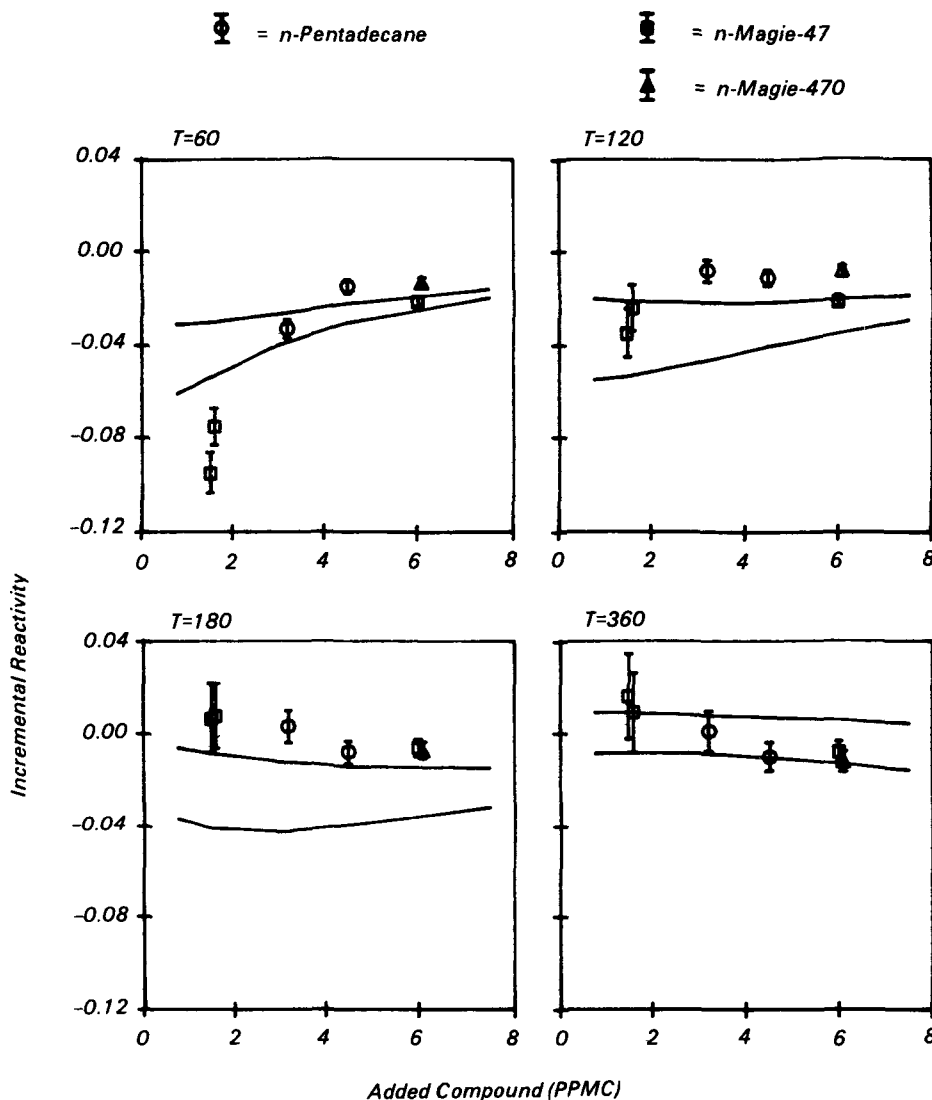 = n-Pentadecane
= n-Magie-47
= n-Magie-470
T=60
T=120
0.04
0.00
-0.04
-0.08
-0.12
0 2 4 6 8
0 2 4 6 8
T=180
T=360
0.04
0.00
-0.04
-0.08
-0.12
0 2 4 6 8
0 2 4 6 8
Incremental Reactivity
Added Compound (PPMC)